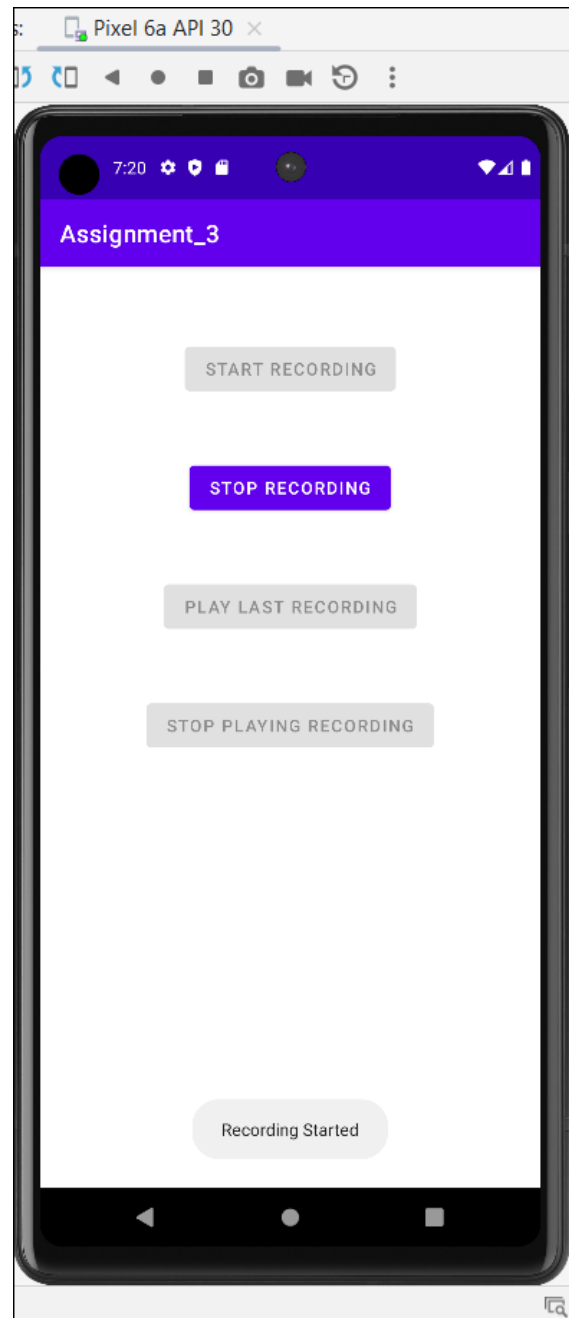 s: Pixel 6a API 30
7:20
Assignment_3
START RECORDING
STOP RECORDING
PLAY LAST RECORDING
STOP PLAYING RECORDING
Recording Started